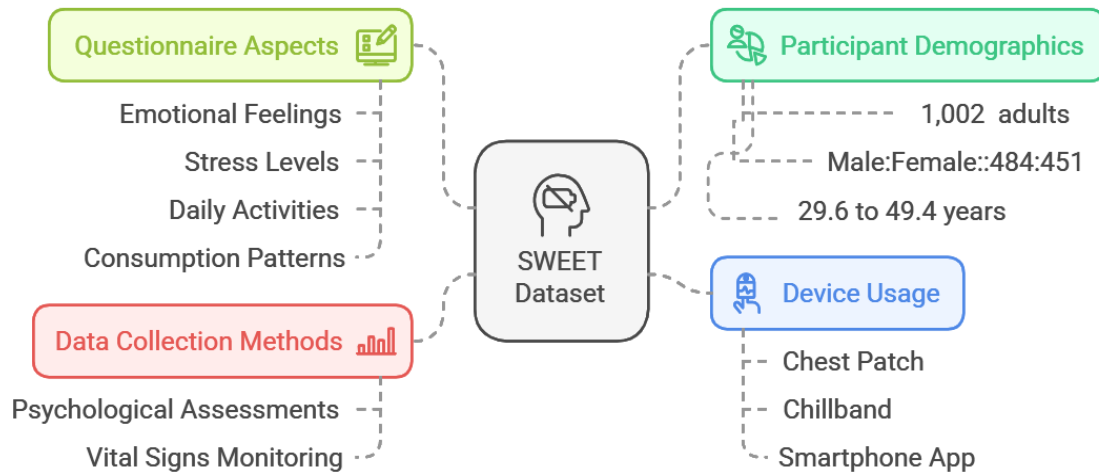 Questionnaire Aspects
Emotional Feelings
Stress Levels
Daily Activities
Consumption Patterns
Data Collection Methods
Psychological Assessments
Vital Signs Monitoring
SWEET
Dataset
Participant Demographics
1,002 adults
Male:Female::484:451
29.6 to 49.4 years
Device Usage
Chest Patch
Chillband
Smartphone App